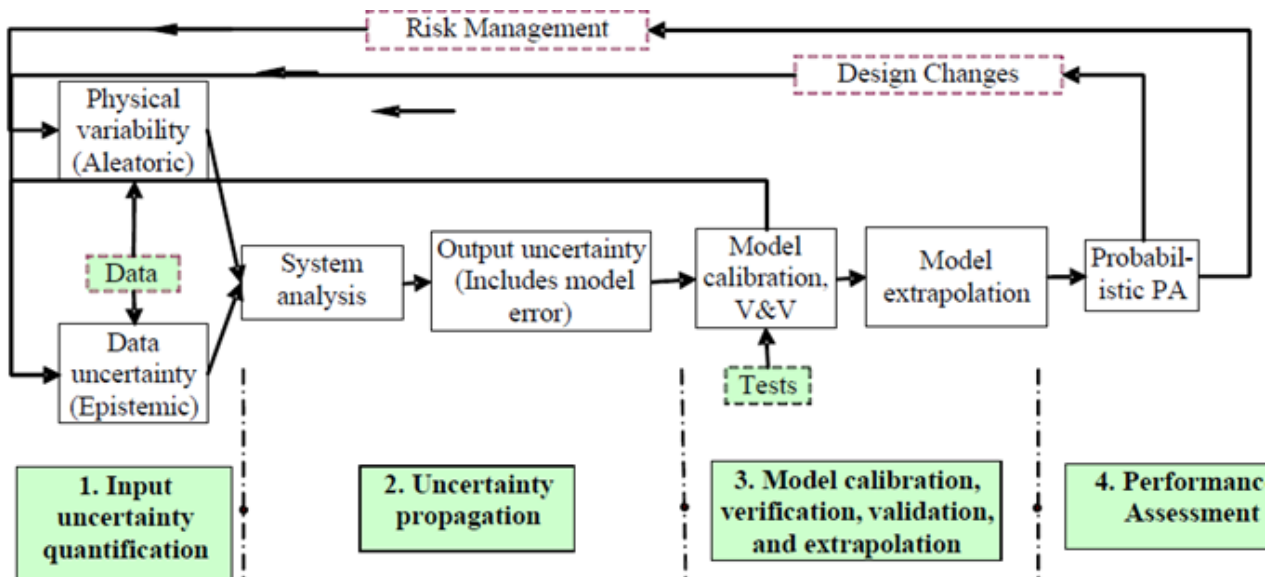 Risk Management
Design Changes
Physical
variability
(Aleatoric)
Data
Data
uncertainty
(Epistemic)
System
analysis
Output uncertainty
(Includes model
error)
Model
calibration,
V&V
Tests
Model
extrapolation
Probabil-
istic PA
1. Input
uncertainty
quantification
2. Uncertainty
propagation
3. Model calibration,
verification, validation,
and extrapolation
4. Performanc
Assessment